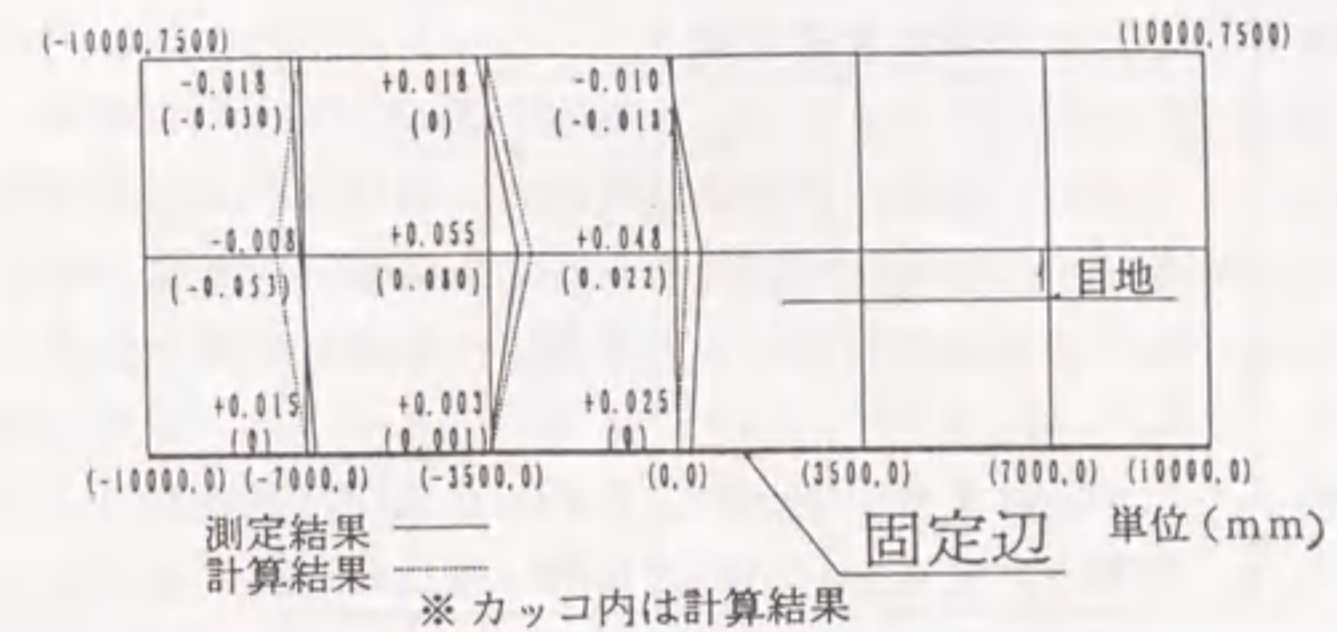 (-10000,7500) (10000,7500)
-0.018 +0.018 -0.010
(-0.030) (0) (-0.013)
-0.008 +0.055 +0.048
(-0.053) (0.080) (0.022) 目地
+0.015 +0.003 +0.025
(0) (0.001) (0)
(-10000,0) (-7000,0) (-3500,0) (0,0) (3500,0) (7000,0) (10000,0)
測定結果 固定辺 単位(mm)
計算結果
※カッコ内は計算結果